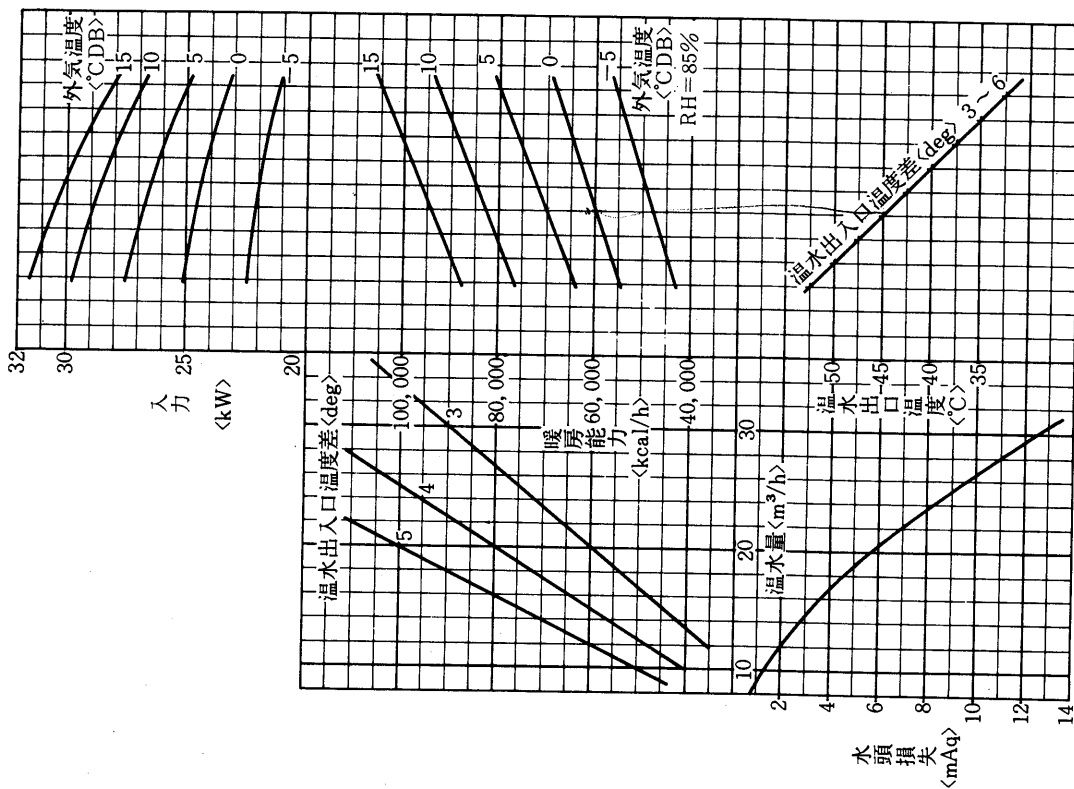 外気温度
〈°CDB〉
15
10
5
0
-5
32
30
25
20
入力
〈kW〉
15
10
5
0
-5
外気温度
〈°CDB〉
RH=85%
温水出入口温度差〈deg〉
5
4
3
100,000
80,000
60,000
40,000
暖房能力
〈kcal/h〉
温水出入口温度差〈deg〉 3～6
50
45
40
35
温水出口温度
〈°C〉
温水量〈m³/h〉
10
20
30
2
4
6
8
10
12
14
水頭損失
〈mAq〉